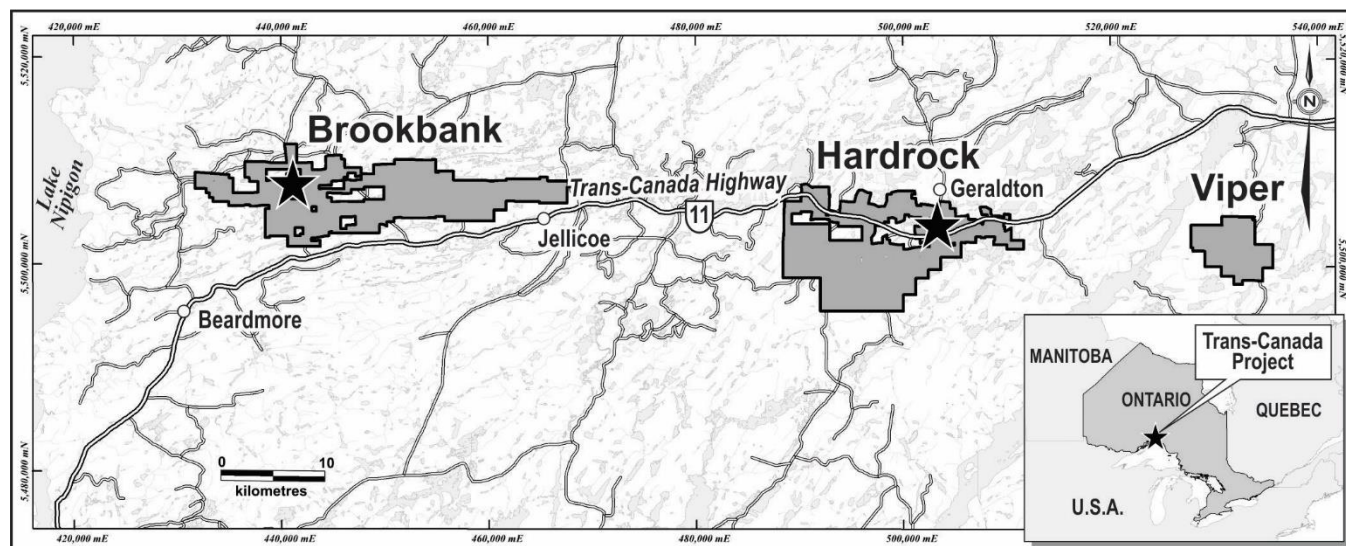 420,000 mE
440,000 mE
460,000 mE
480,000 mE
500,000 mE
520,000 mE
540,000 mE
5,520,000 mN
5,520,000 mN
N
Brookbank
Hardrock
Viper
Lake
Nipigon
Trans-Canada Highway
11
Geraldton
Jellicoe
Beardmore
5,500,000 mN
5,500,000 mN
0 10
kilometres
5,480,000 mN
Trans-Canada
Project
MANITOBA
ONTARIO
QUEBEC
U.S.A.
420,000 mE
440,000 mE
460,000 mE
480,000 mE
500,000 mE